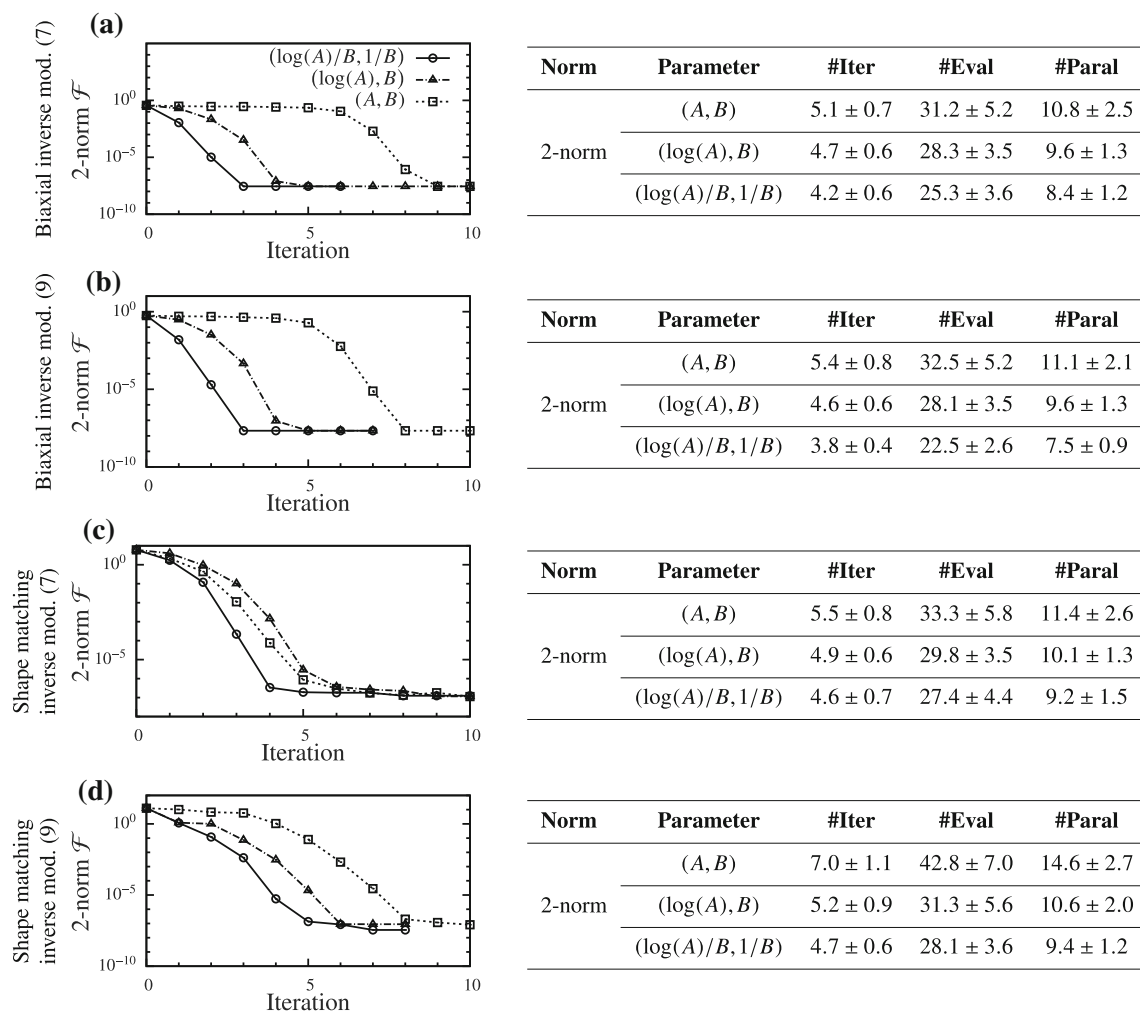 (a)
Biaxial inverse mod. (7)
2-norm ℱ
10^0
10^−5
10^−10
(log(A)/B, 1/B)
(log(A), B)
(A, B)
0 5 10
Iteration
Norm Parameter #Iter #Eval #Paral
(A, B) 5.1 ± 0.7 31.2 ± 5.2 10.8 ± 2.5
2-norm (log(A), B) 4.7 ± 0.6 28.3 ± 3.5 9.6 ± 1.3
(log(A)/B, 1/B) 4.2 ± 0.6 25.3 ± 3.6 8.4 ± 1.2
(b)
Biaxial inverse mod. (9)
2-norm ℱ
10^0
10^−5
10^−10
0 5 10
Iteration
Norm Parameter #Iter #Eval #Paral
(A, B) 5.4 ± 0.8 32.5 ± 5.2 11.1 ± 2.1
2-norm (log(A), B) 4.6 ± 0.6 28.1 ± 3.5 9.6 ± 1.3
(log(A)/B, 1/B) 3.8 ± 0.4 22.5 ± 2.6 7.5 ± 0.9
(c)
Shape matching
inverse mod. (7)
2-norm ℱ
10^0
10^−5
0 5 10
Iteration
Norm Parameter #Iter #Eval #Paral
(A, B) 5.5 ± 0.8 33.3 ± 5.8 11.4 ± 2.6
2-norm (log(A), B) 4.9 ± 0.6 29.8 ± 3.5 10.1 ± 1.3
(log(A)/B, 1/B) 4.6 ± 0.7 27.4 ± 4.4 9.2 ± 1.5
(d)
Shape matching
inverse mod. (9)
2-norm ℱ
10^0
10^−5
10^−10
0 5 10
Iteration
Norm Parameter #Iter #Eval #Paral
(A, B) 7.0 ± 1.1 42.8 ± 7.0 14.6 ± 2.7
2-norm (log(A), B) 5.2 ± 0.9 31.3 ± 5.6 10.6 ± 2.0
(log(A)/B, 1/B) 4.7 ± 0.6 28.1 ± 3.6 9.4 ± 1.2